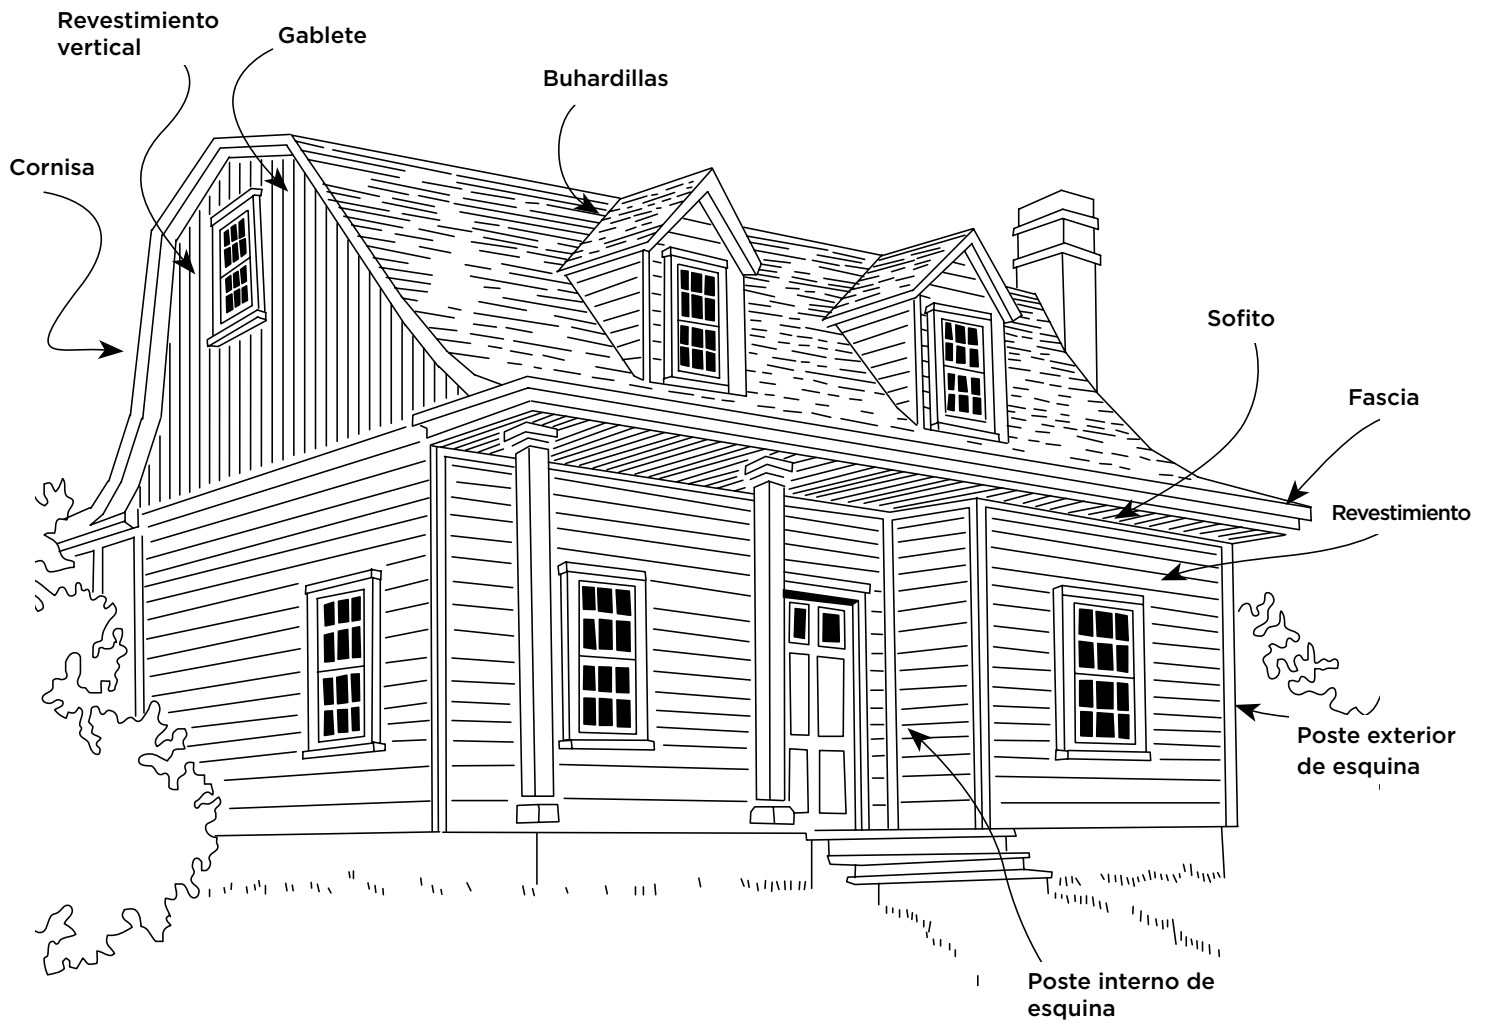 Revestimiento
vertical
Gablete
Buhardillas
Cornisa
Sofito
Fascia
Revestimiento
Poste exterior
de esquina
Poste interno de
esquina